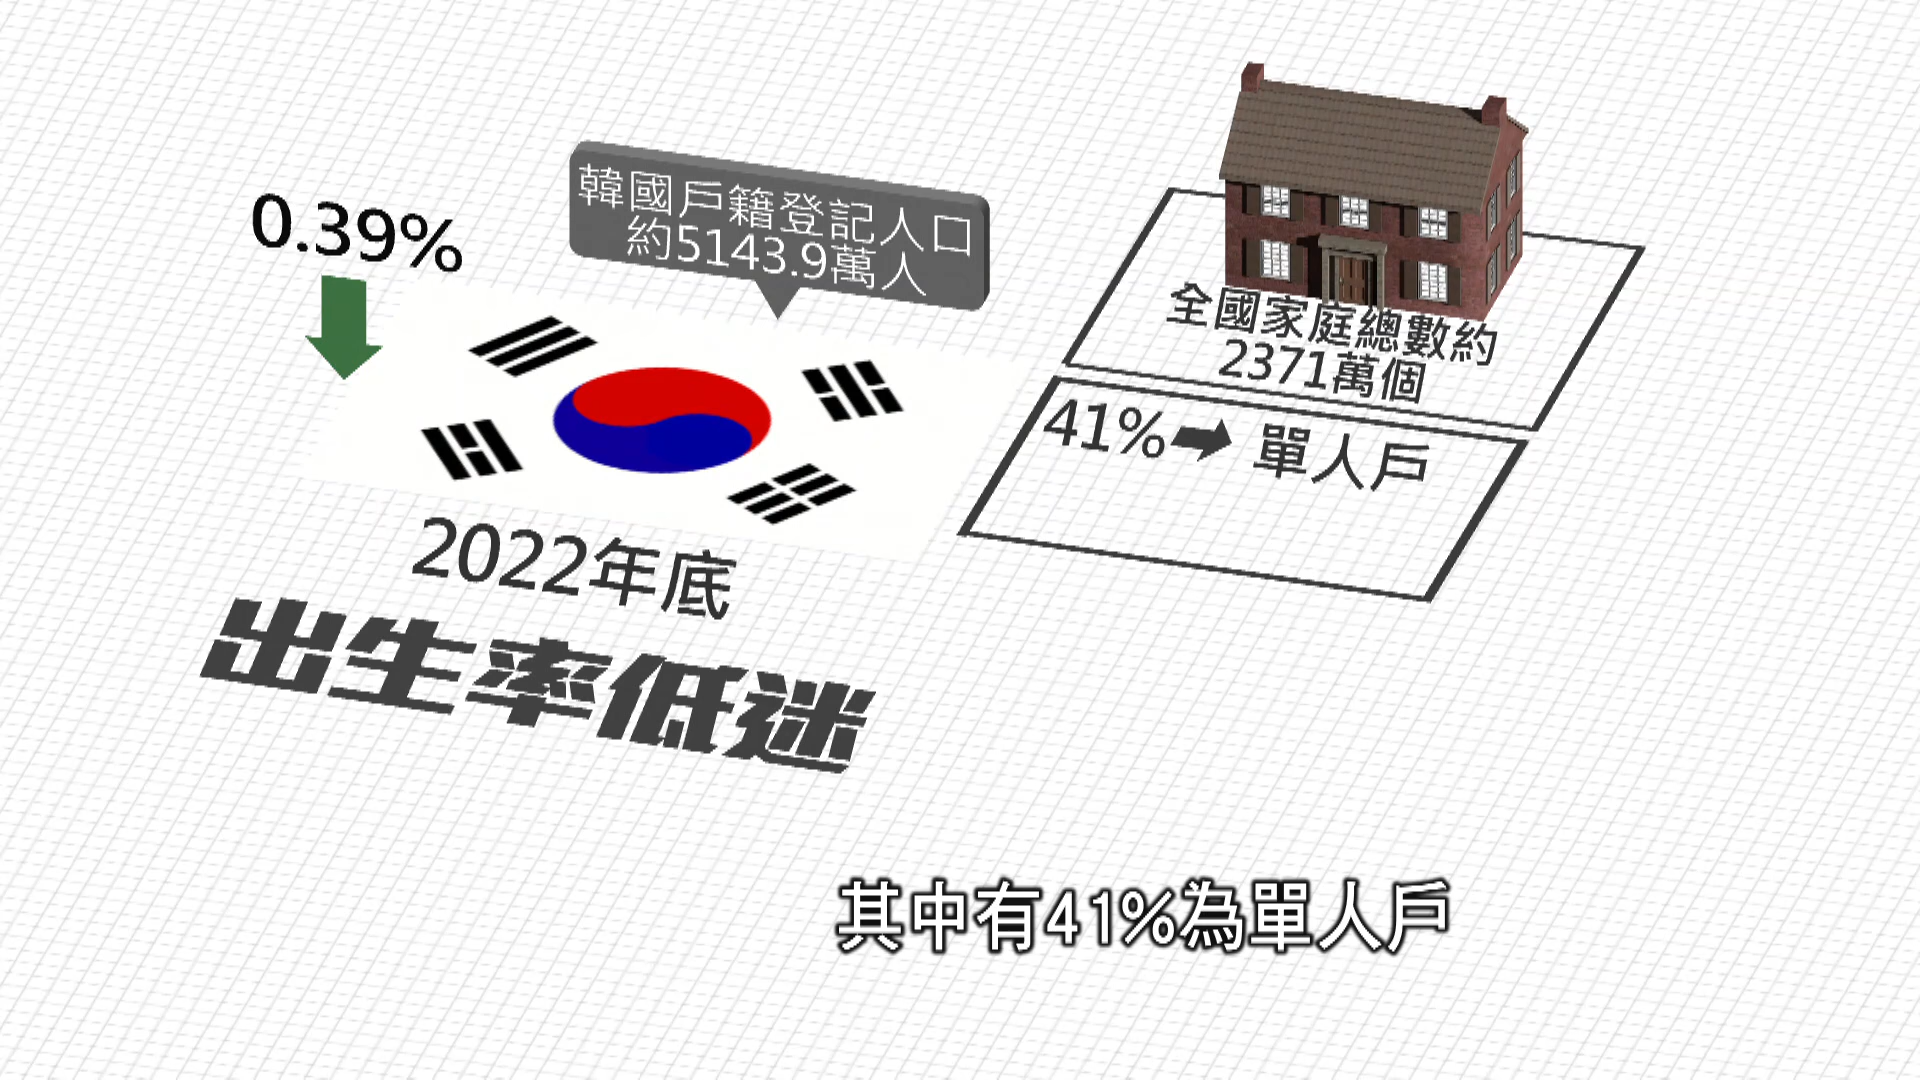 0.39%
韓國戶籍登記人口
約5143.9萬人
2022年底
出生率低迷
全國家庭總數約
2371萬個
41% 單人戶
其中有41%為單人戶